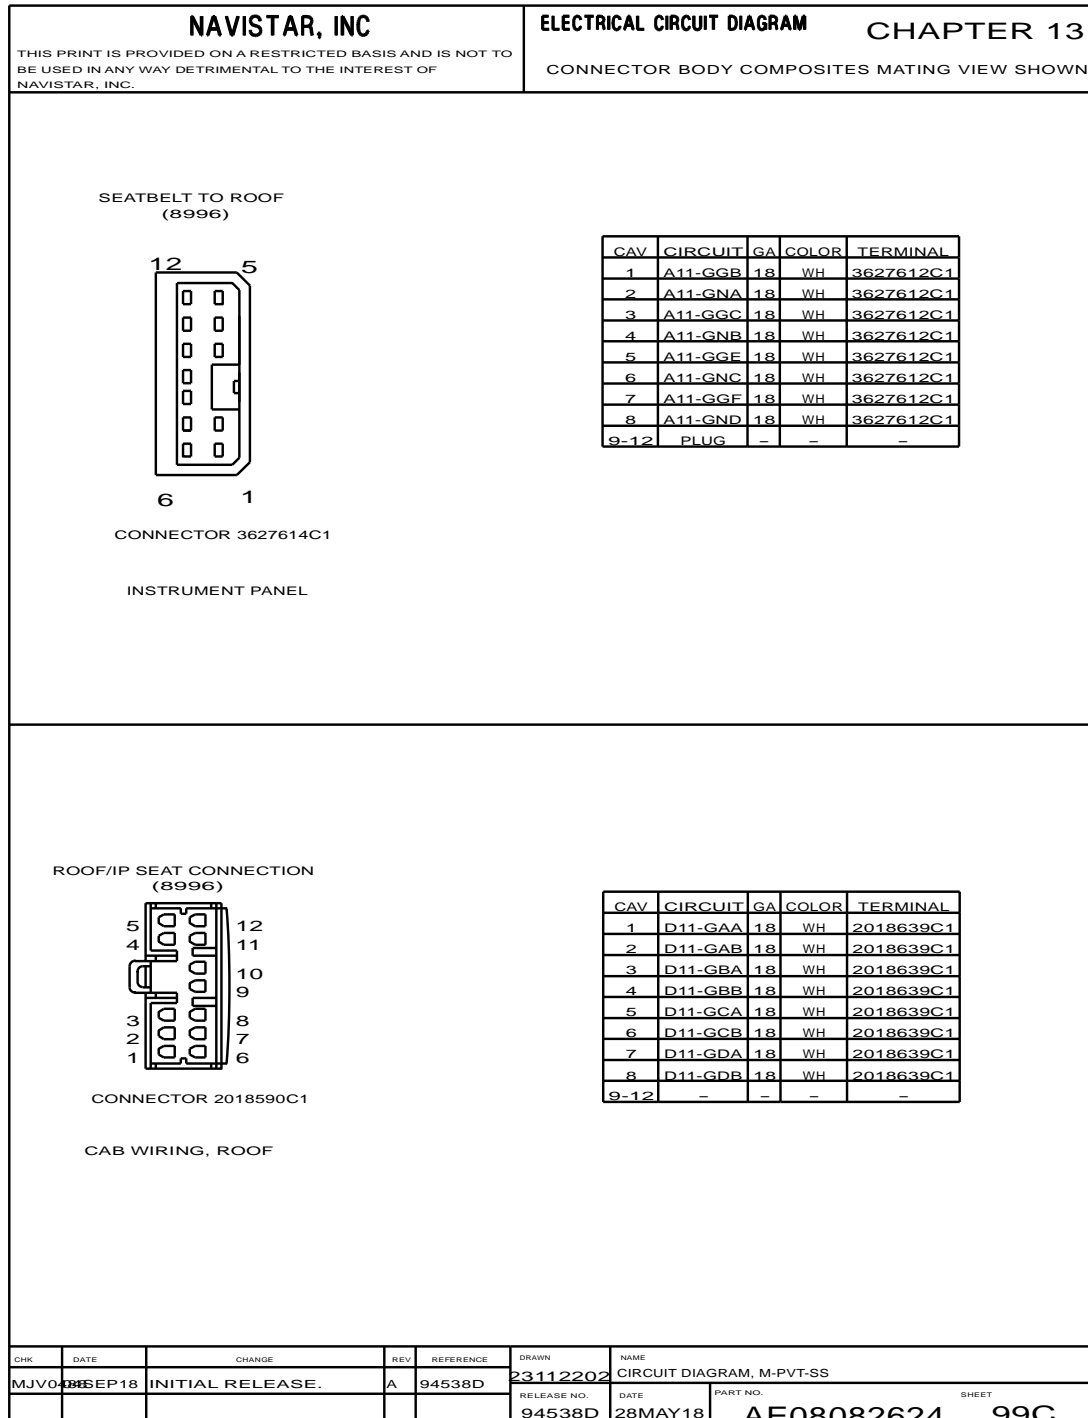 NAVISTAR, INC
THIS PRINT IS PROVIDED ON A RESTRICTED BASIS AND IS NOT TO
BE USED IN ANY WAY DETRIMENTAL TO THE INTEREST OF
NAVISTAR, INC.
ELECTRICAL CIRCUIT DIAGRAM CHAPTER 13
CONNECTOR BODY COMPOSITES MATING VIEW SHOWN
SEATBELT TO ROOF
(8996)
12 5
6 1
CONNECTOR 3627614C1
INSTRUMENT PANEL
CAV CIRCUIT GA COLOR TERMINAL
1 A11-GGB 18 WH 3627612C1
2 A11-GNA 18 WH 3627612C1
3 A11-GGC 18 WH 3627612C1
4 A11-GNB 18 WH 3627612C1
5 A11-GGE 18 WH 3627612C1
6 A11-GNC 18 WH 3627612C1
7 A11-GGF 18 WH 3627612C1
8 A11-GND 18 WH 3627612C1
9-12 PLUG – – –
ROOF/IP SEAT CONNECTION
(8996)
5 12
4 11
10
9
3 8
2 7
1 6
CONNECTOR 2018590C1
CAB WIRING, ROOF
CAV CIRCUIT GA COLOR TERMINAL
1 D11-GAA 18 WH 2018639C1
2 D11-GAB 18 WH 2018639C1
3 D11-GBA 18 WH 2018639C1
4 D11-GBB 18 WH 2018639C1
5 D11-GCA 18 WH 2018639C1
6 D11-GCB 18 WH 2018639C1
7 D11-GDA 18 WH 2018639C1
8 D11-GDB 18 WH 2018639C1
9-12 – – – –
CHK DATE CHANGE REV REFERENCE
INITIAL RELEASE. A 94538D
DRAWN
23112202
NAME
CIRCUIT DIAGRAM, M-PVT-SS
RELEASE NO. DATE PART NO. SHEET
94538D 28MAY18 AE08082624 99C